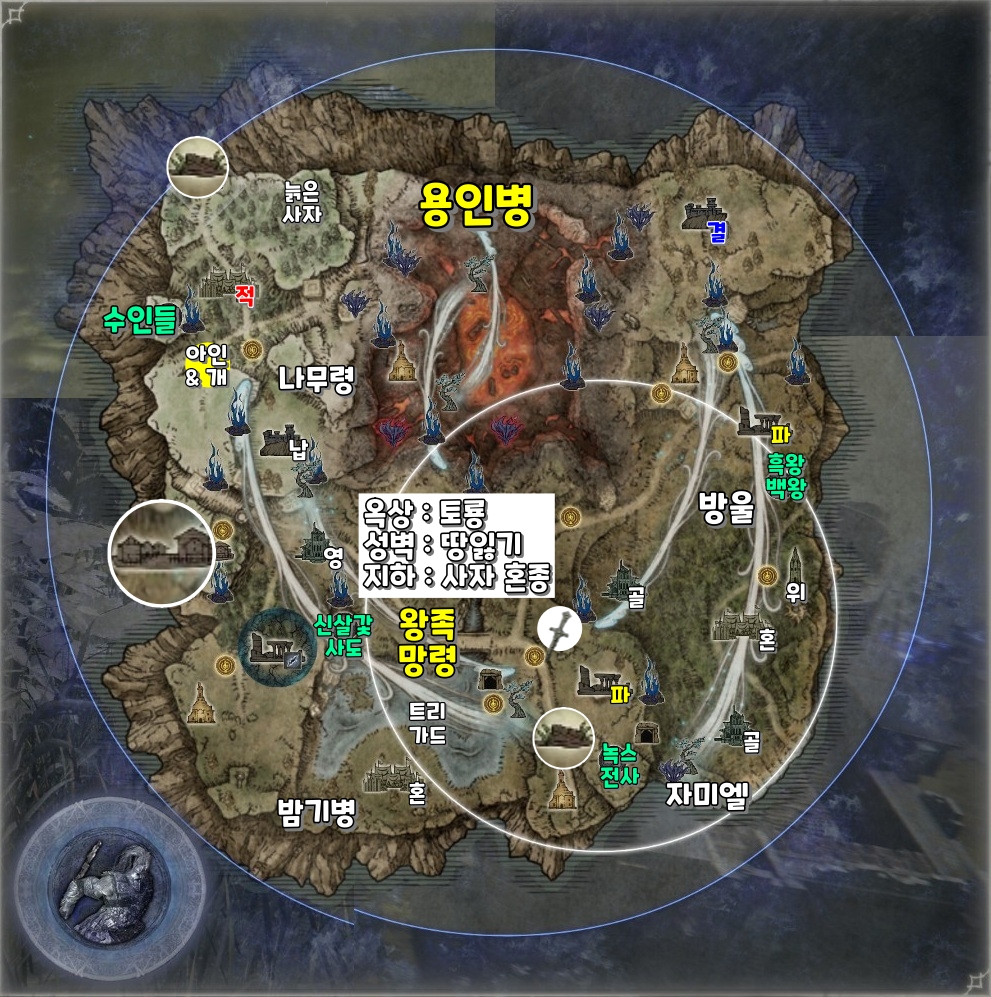 늙은
사자
용인병
결
적
수인들
아인
& 개
나무령
납
파
흑왕
백왕
방울
옥상 : 토룡
성벽 : 땅잃기
지하 : 사자 혼종
영
골
위
신살갗
사도
왕족
망령
혼
파
트리
가드
골
녹스
전사
자미엘
혼
밤기병